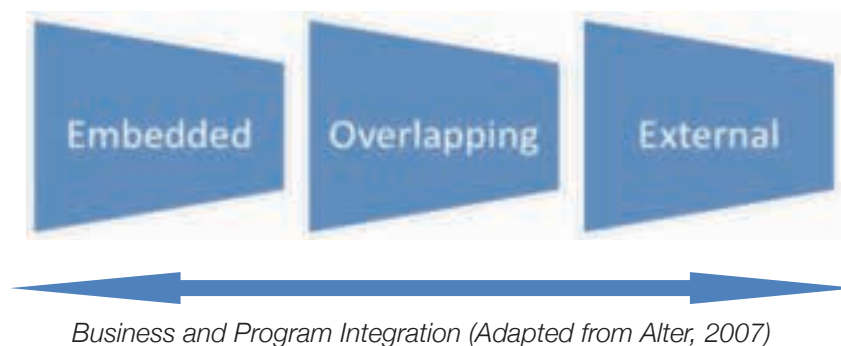 Embedded Overlapping External
Business and Program Integration (Adapted from Alter, 2007)